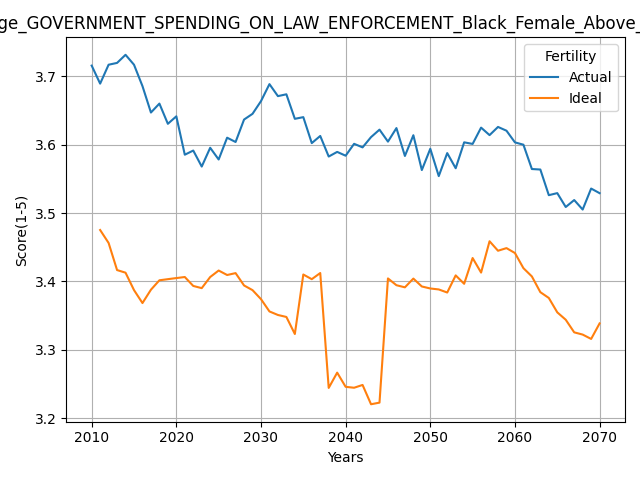 ge_GOVERNMENT_SPENDING_ON_LAW_ENFORCEMENT_Black_Female_Above_
Fertility
Actual
Ideal
3.7
3.6
3.5
3.4
3.3
3.2
Score(1-5)
2010 2020 2030 2040 2050 2060 2070
Years